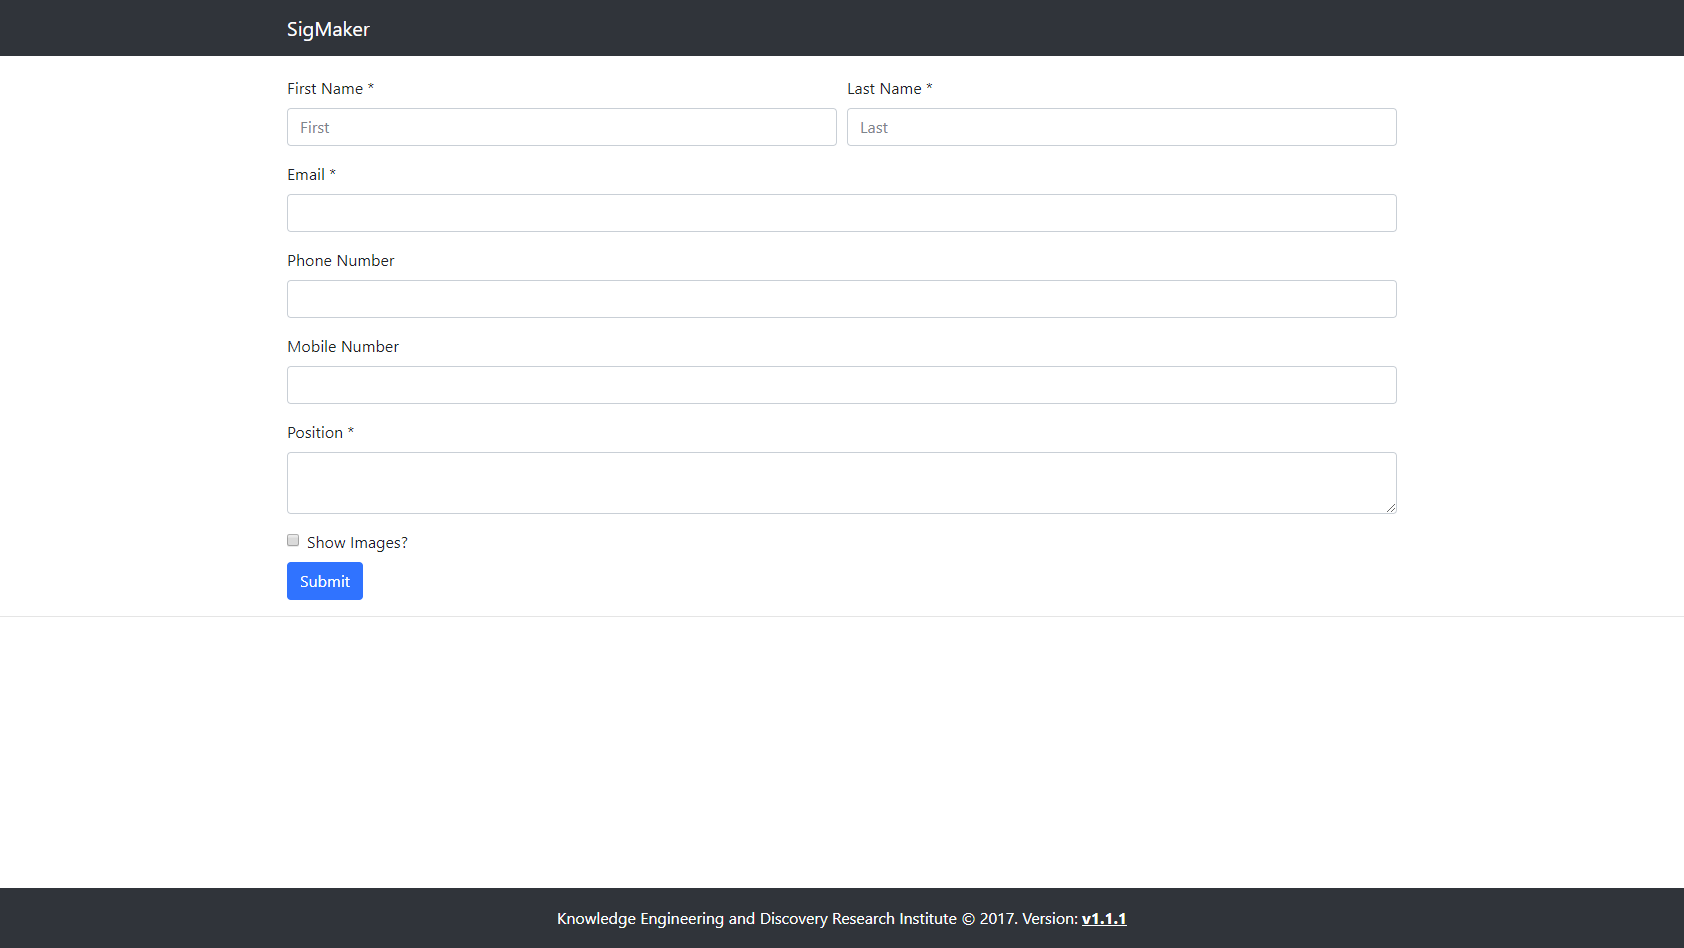 SigMaker
First Name *
Last Name *
First
Last
Email *
Phone Number
Mobile Number
Position *
Show Images?
Submit
Knowledge Engineering and Discovery Research Institute © 2017. Version: v1.1.1